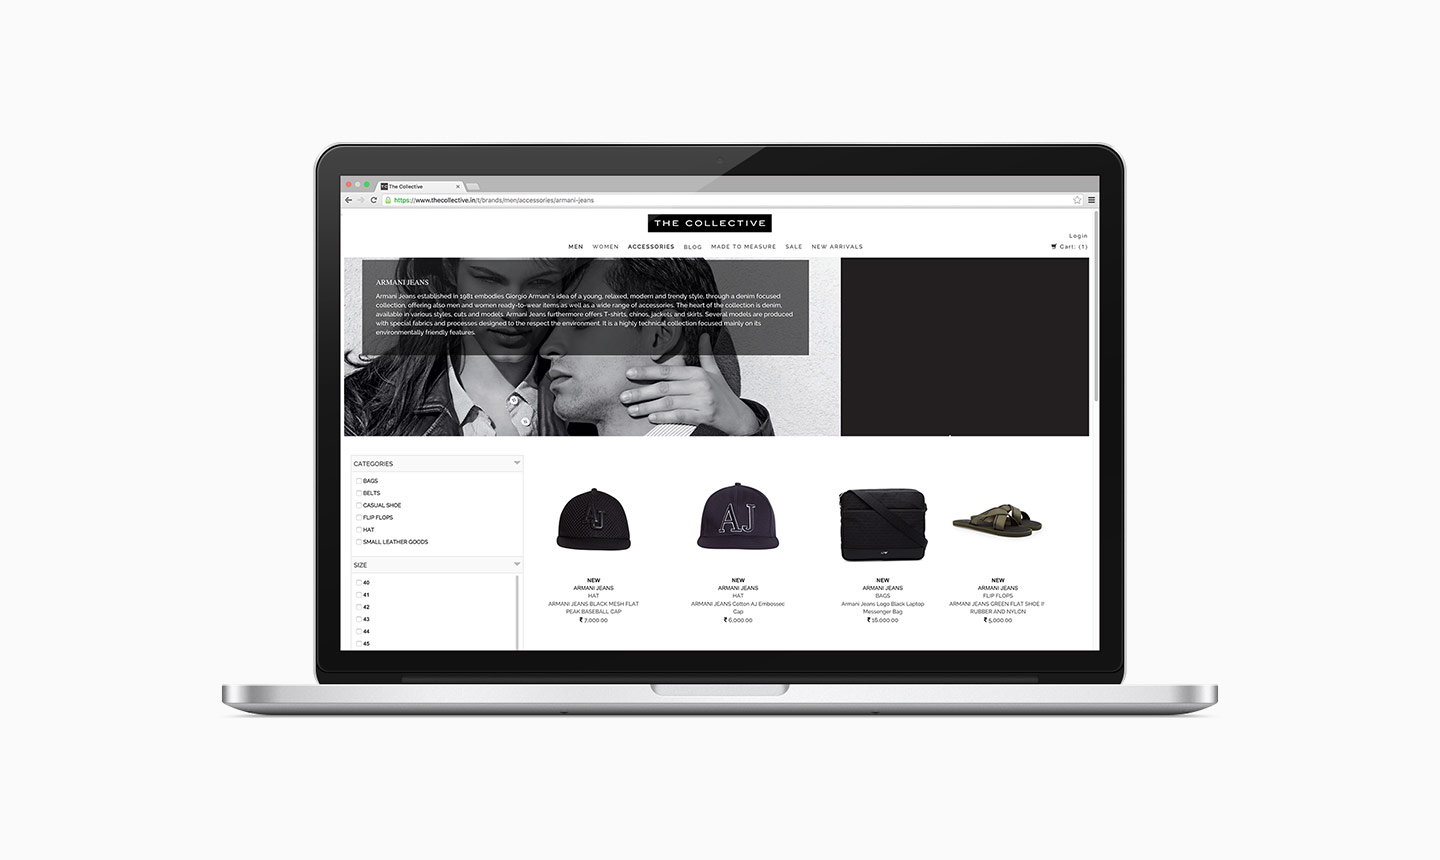 The Collective
https://www.thecollective.in/t/brands/men/accessories/armani-jeans
THE COLLECTIVE
Login
MEN WOMEN ACCESSORIES BLOG MADE TO MEASURE SALE NEW ARRIVALS
Cart: (1)
ARMANI JEANS
Armani Jeans established in 1981 embodies Giorgio Armani's idea of a young, relaxed, modern and trendy style, through a denim focused
collection, offering also men and women ready-to-wear items as well as a wide range of accessories. The heart of the collection is denim,
available in various styles, cuts and models. Armani Jeans furthermore offers T-shirts, chinos, jackets and skirts. Several models are produced
with special fabrics and processes designed to the respect the environment. It is a highly technical collection focused mainly on its
environmentally friendly features.
CATEGORIES
BAGS
BELTS
CASUAL SHOE
FLIP FLOPS
HAT
SMALL LEATHER GOODS
SIZE
40
41
42
43
44
45
AJ
NEW
ARMANI JEANS
HAT
ARMANI JEANS BLACK MESH FLAT
PEAK BASEBALL CAP
₹ 7,000.00
AJ
NEW
ARMANI JEANS
HAT
ARMANI JEANS Cotton AJ Embossec
Cap
₹ 6,000.00
NEW
ARMANI JEANS
BAGS
Armani Jeans Logo Black Laptop
Messenger Bag
₹ 16,000.00
NEW
ARMANI JEANS
FLIP FLOPS
ARMANI JEANS GREEN FLAT SHOE II
RUBBER AND NYLON
₹ 5,000.00